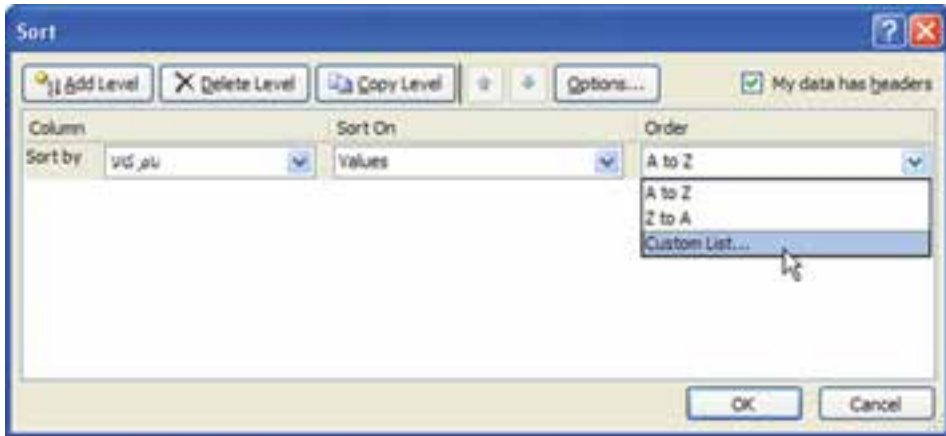 Sort
Add Level Delete Level Copy Level Options... My data has headers
Column Sort On Order
Sort by نام کالا Values A to Z
A to Z
Z to A
Custom List...
OK Cancel